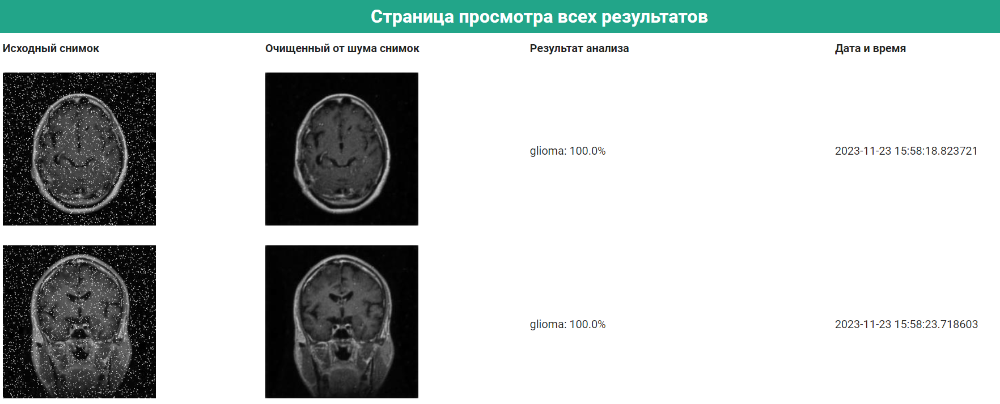 Страница просмотра всех результатов
Исходный снимок
Очищенный от шума снимок
Результат анализа
Дата и время
glioma: 100.0%
2023-11-23 15:58:18.823721
glioma: 100.0%
2023-11-23 15:58:23.718603